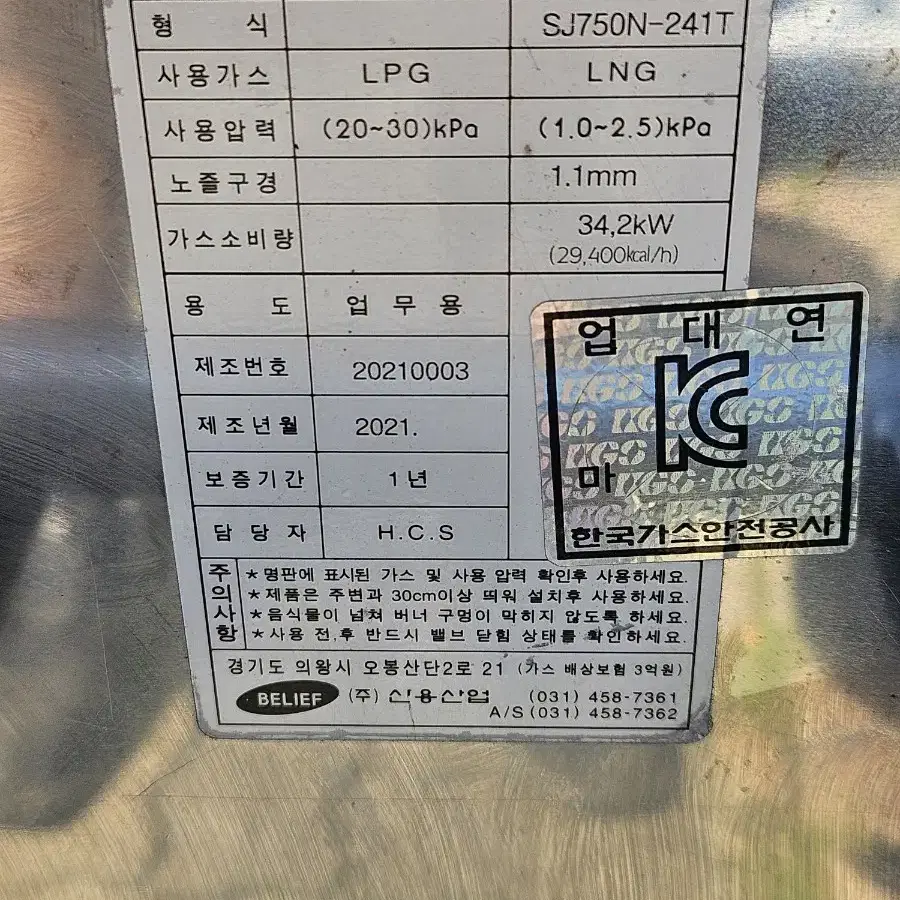 형 식 SJ750N-241T
사용가스 LPG LNG
사용압력 (20~30)kPa (1.0~2.5)kPa
노즐구경 1.1mm
가스소비량 34,2kW
(29,400kcal/h)
용 도 업 무 용
제조번호 20210003
제조년월 2021.
보증기간 1년
담 당 자 H.C.S
업 대 연
KC
마
한국가스안전공사
주의사항
★명판에 표시된 가스 및 사용 압력 확인후 사용하세요.
★제품은 주변과 30cm이상 띄워 설치후 사용하세요.
★음식물이 넘쳐 버너 구멍이 막히지 않도록 하세요.
★사용 전,후 반드시 밸브 닫힘 상태를 확인하세요.
경기도 의왕시 오봉산단2로 21 (가스 배상보험 3억원)
BELIEF (주) 신용산업 (031) 458-7361
A/S (031) 458-7362